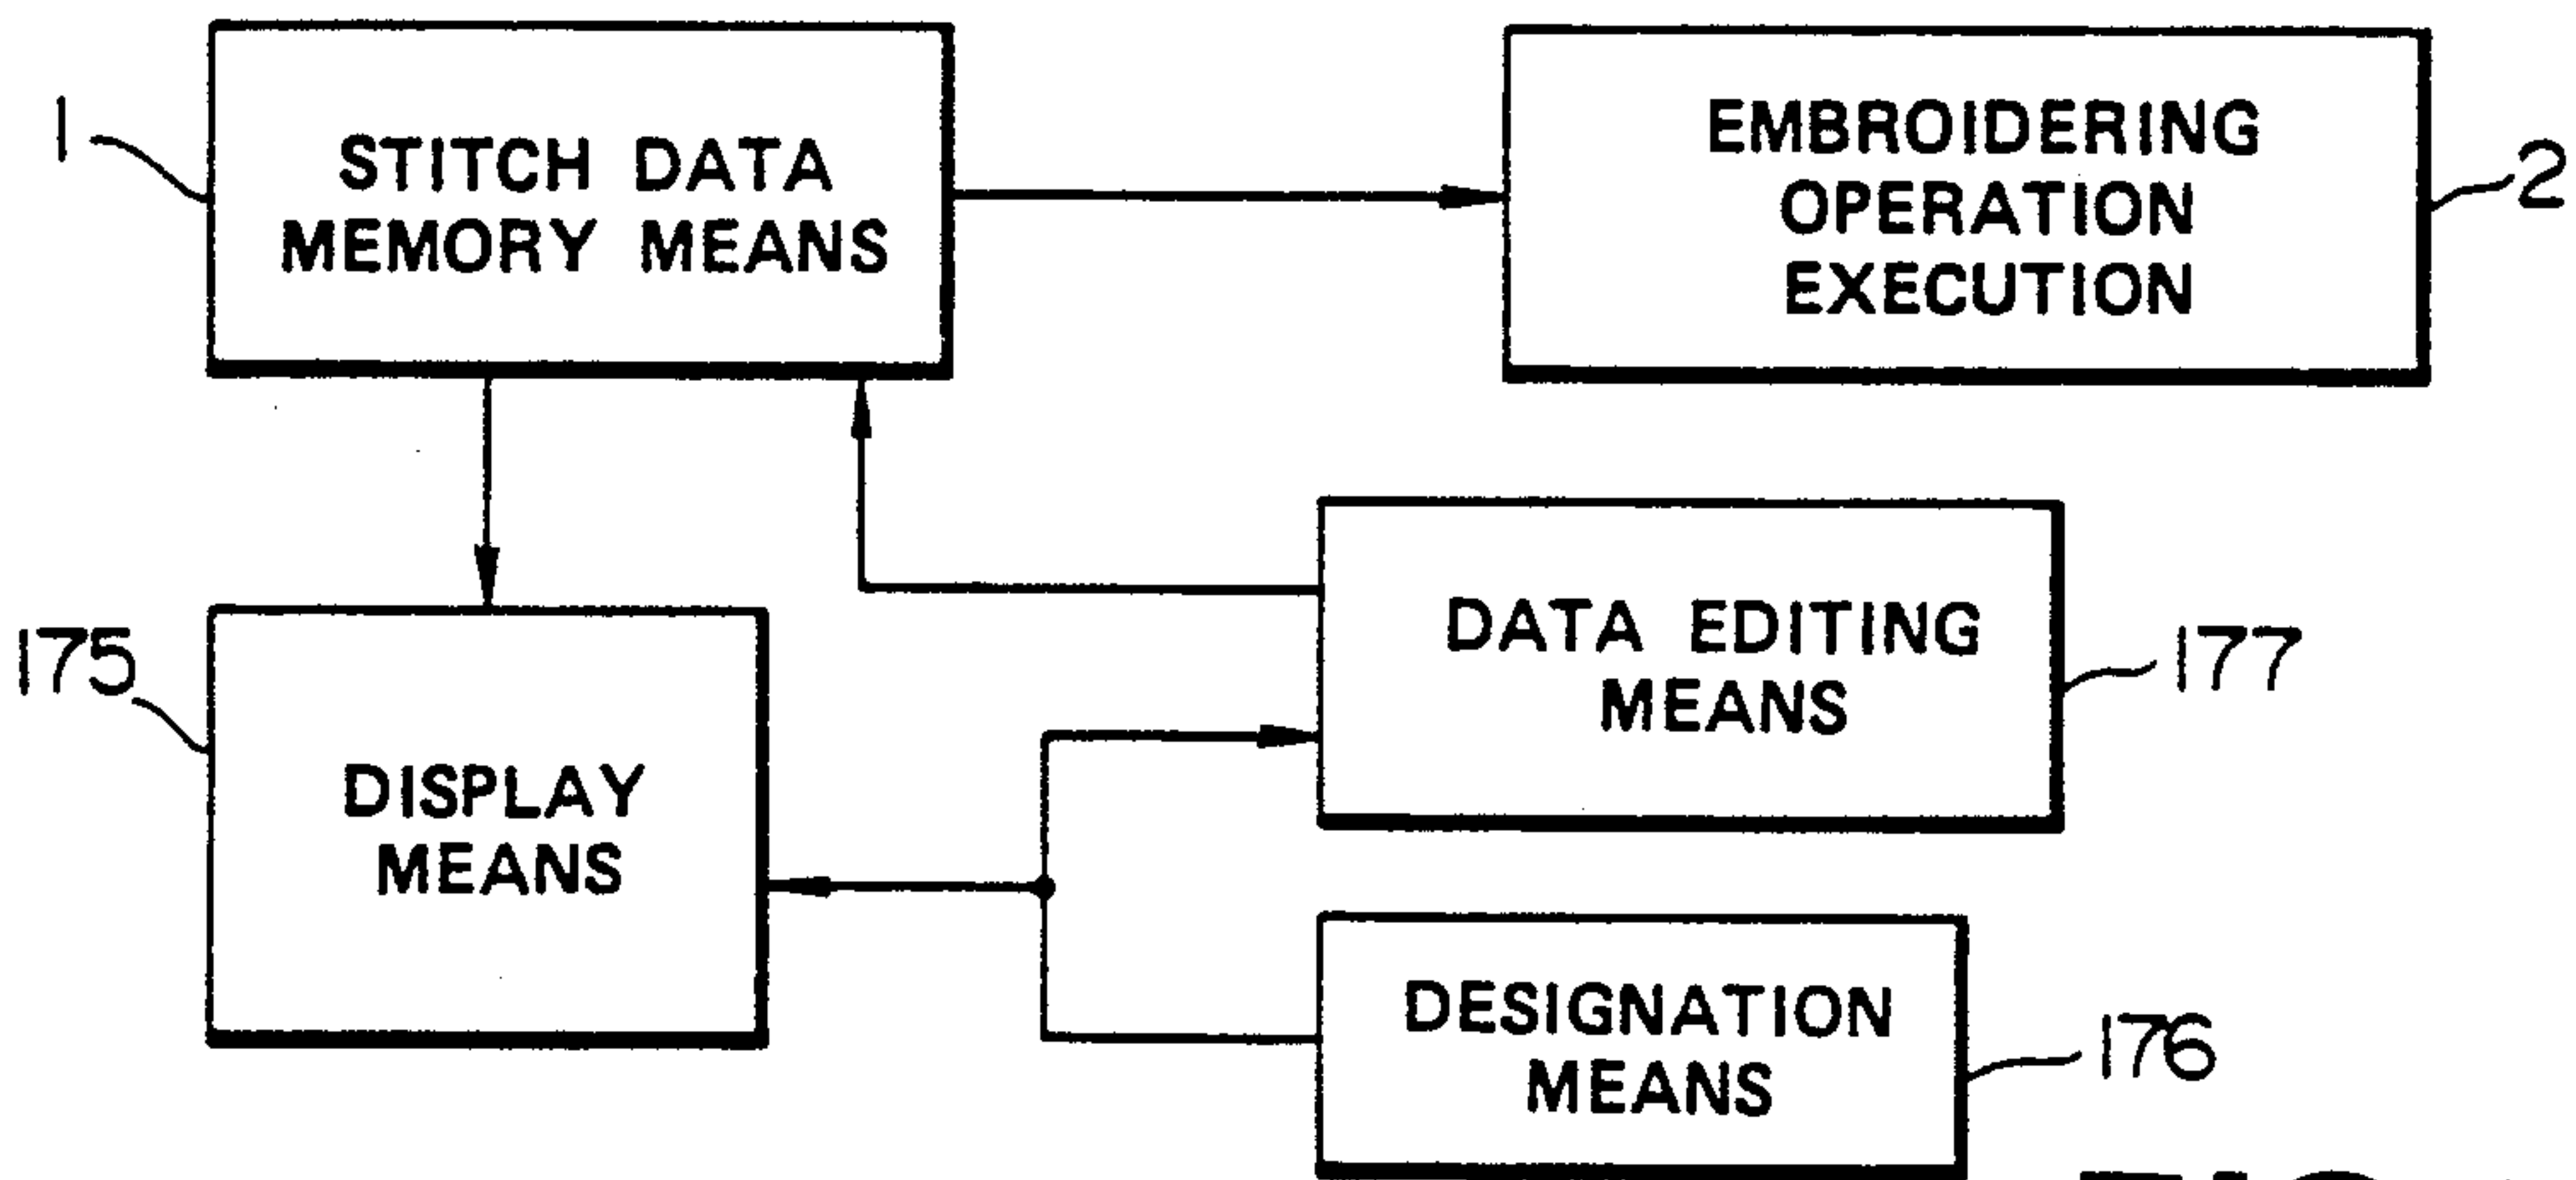 1
STITCH DATA
MEMORY MEANS
EMBROIDERING
OPERATION
EXECUTION
2
175
DISPLAY
MEANS
DATA EDITING
MEANS
177
DESIGNATION
MEANS
176